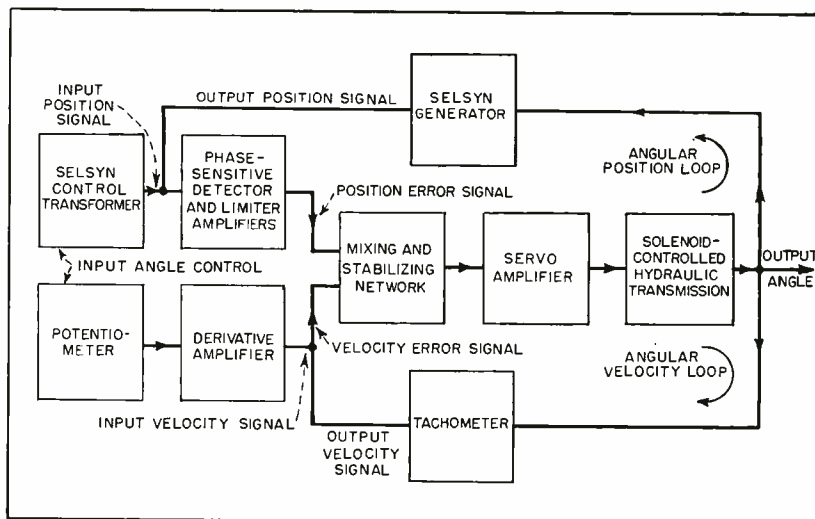 INPUT
POSITION
SIGNAL
OUTPUT POSITION SIGNAL
SELSYN
GENERATOR
ANGULAR
POSITION LOOP
SELSYN
CONTROL
TRANSFORMER
PHASE-
SENSITIVE
DETECTOR
AND LIMITER
AMPLIFIERS
POSITION ERROR SIGNAL
MIXING AND
STABILIZING
NETWORK
SERVO
AMPLIFIER
SOLENOID-
CONTROLLED
HYDRAULIC
TRANSMISSION
OUTPUT
ANGLE
INPUT ANGLE CONTROL
POTENTIO-
METER
DERIVATIVE
AMPLIFIER
VELOCITY ERROR SIGNAL
ANGULAR
VELOCITY LOOP
INPUT VELOCITY SIGNAL
OUTPUT
VELOCITY
SIGNAL
TACHOMETER